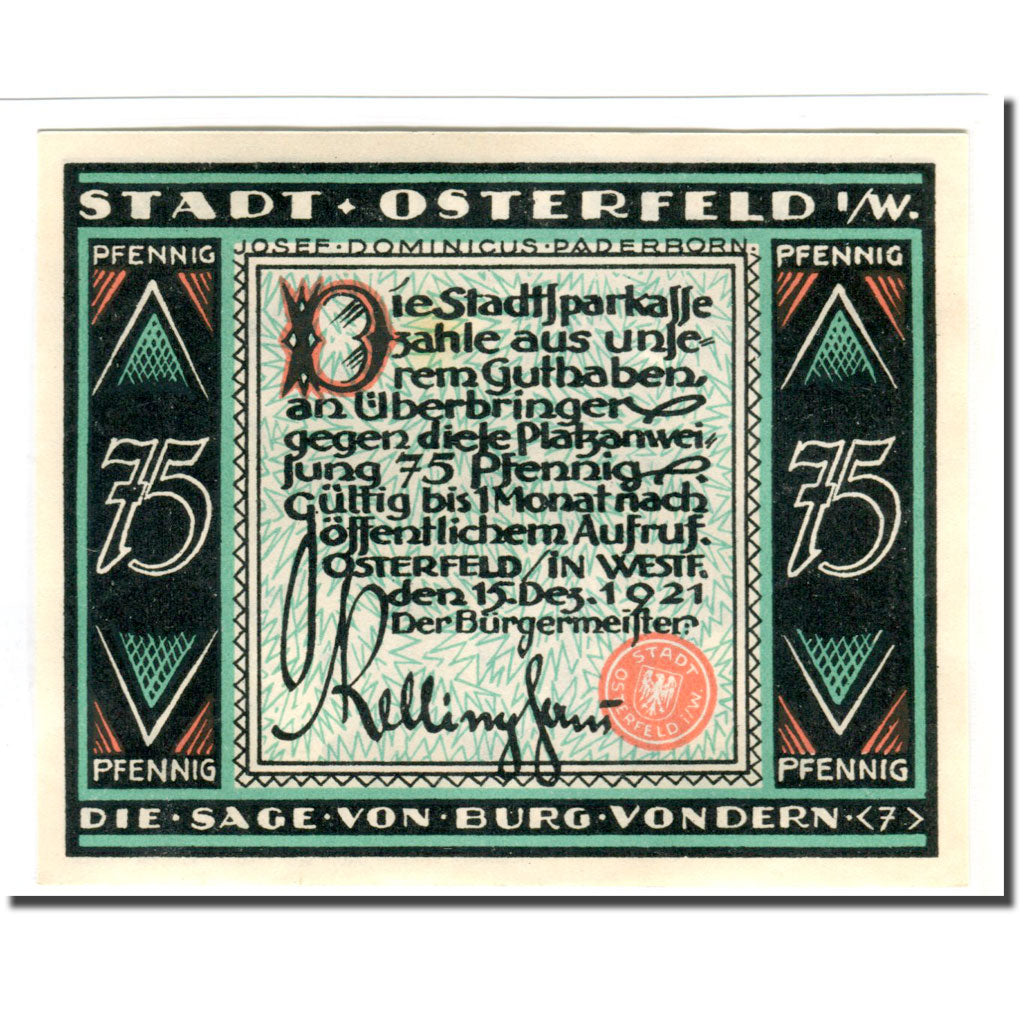 STADT · OSTERFELD I/W.
JOSEF · DOMINICUS · PADERBORN.
PFENNIG
75
PFENNIG
Die Stadtſparkaſſe
zahle aus unſe-
rem Guthaben,
an Überbringer
gegen dieſe Platzanwei-
ſung 75 Pfennig.
Gültig bis 1 Monat nach
öffentlichem Aufruf.
OSTERFELD/IN WESTF.
den 15. Dez. 1921
Der Bürgermeiſter:
STADT
OSTERFELD I/W.
PFENNIG
75
PFENNIG
DIE · SAGE · VON · BURG · VONDERN · <7>